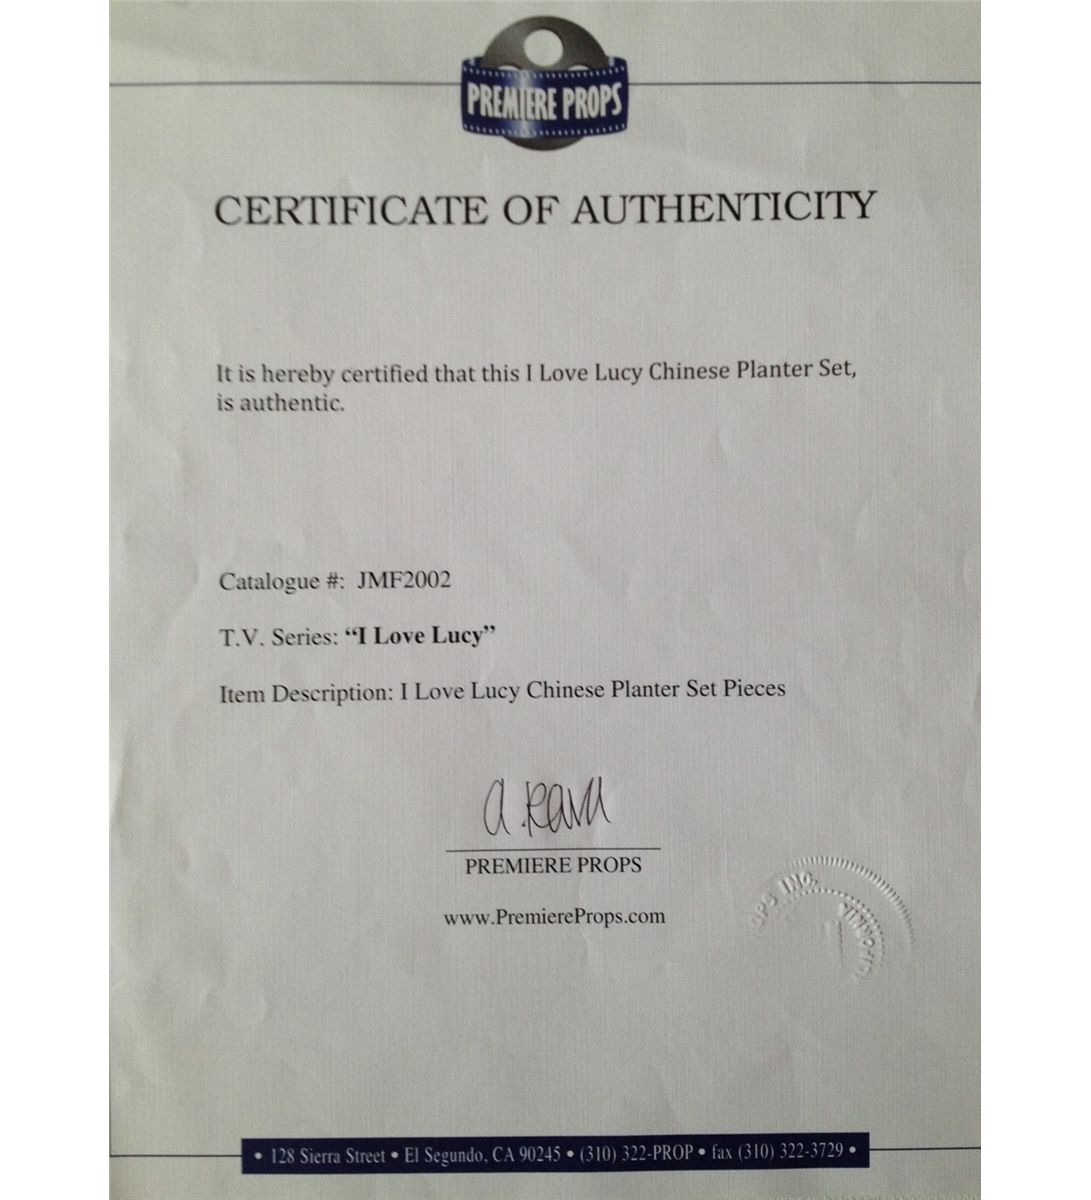 PREMIERE PROPS
CERTIFICATE OF AUTHENTICITY
It is hereby certified that this I Love Lucy Chinese Planter Set,
is authentic.
Catalogue #: JMF2002
T.V. Series: “I Love Lucy”
Item Description: I Love Lucy Chinese Planter Set Pieces
PREMIERE PROPS
www.PremiereProps.com
INC.
• 128 Sierra Street • El Segundo, CA 90245 • (310) 322-PROP • fax (310) 322-3729 •